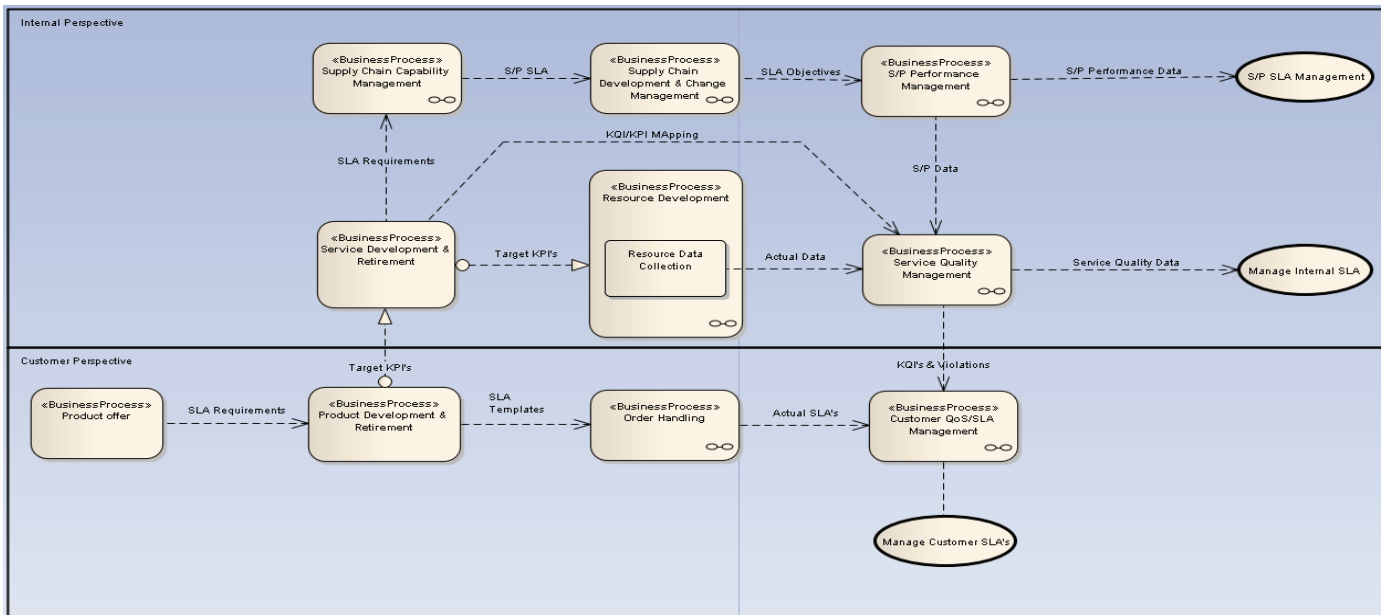 Internal Perspective
«BusinessProcess»
Supply Chain Capability
Management
S/P SLA
«BusinessProcess»
Supply Chain
Development & Change
Management
SLA Objectives
«BusinessProcess»
S/P Performance
Management
S/P Performance Data
S/P SLA Management
SLA Requirements
KQI/KPI MApping
S/P Data
«BusinessProcess»
Service Development &
Retirement
Target KPI's
«BusinessProcess»
Resource Development
Resource Data
Collection
Actual Data
«BusinessProcess»
Service Quality
Management
Service Quality Data
Manage Internal SLA
Customer Perspective
Target KPI's
KQI's & Violations
«BusinessProcess»
Product offer
SLA Requirements
«BusinessProcess»
Product Development &
Retirement
SLA
Templates
«BusinessProcess»
Order Handling
Actual SLA's
«BusinessProcess»
Customer QoS/SLA
Management
Manage Customer SLA's